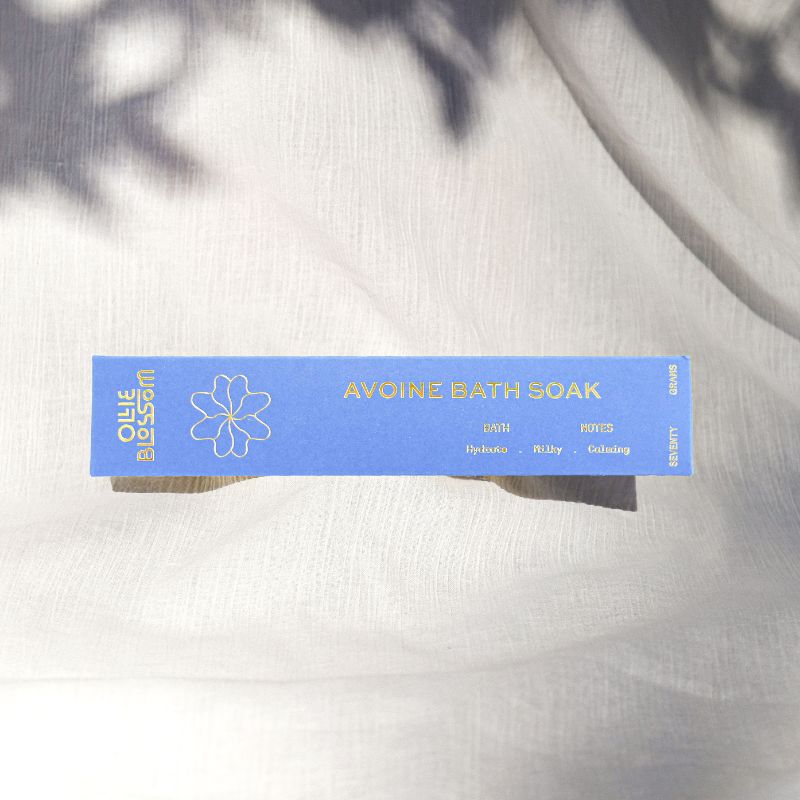 OLLIE
BLOSSOM
AVOINE BATH SOAK
BATH NOTES
Hydrate . Milky . Calming
SEVENTY GRAMS